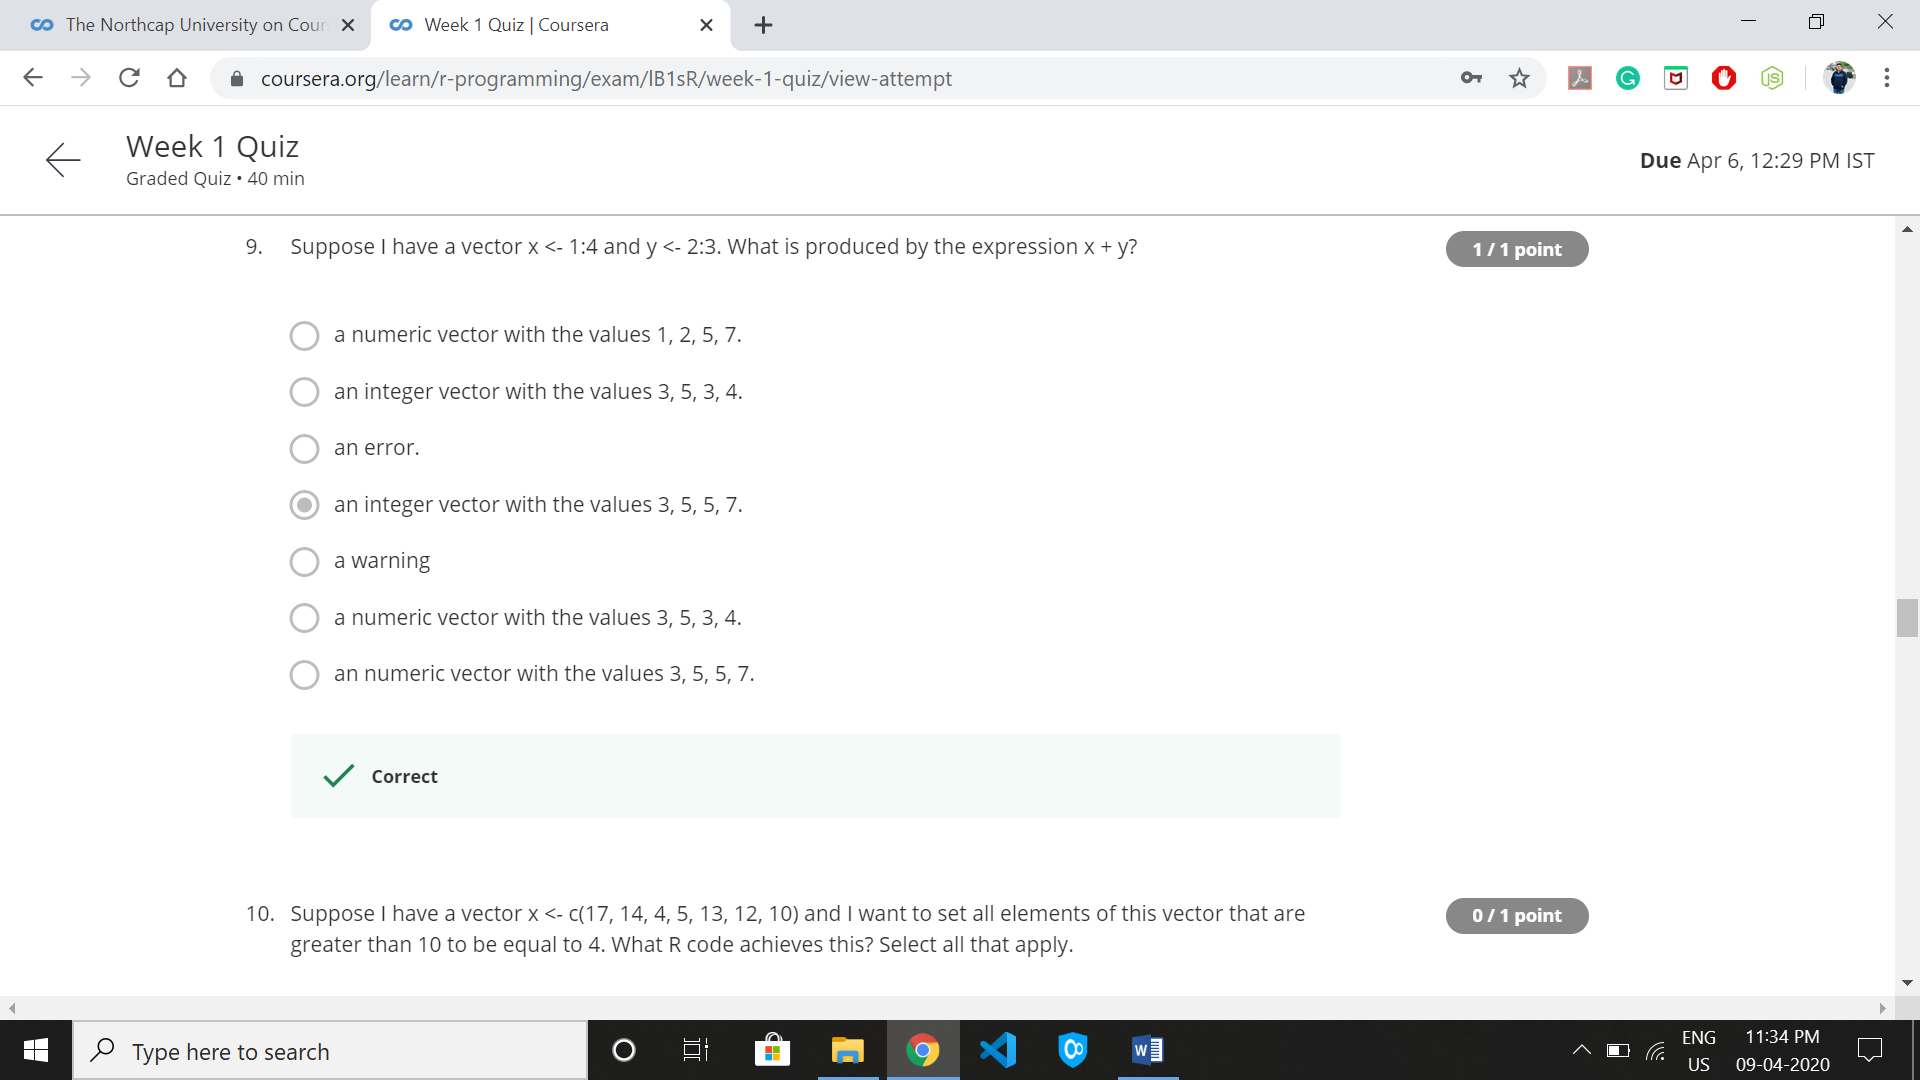 The Northcap University on Cour
Week 1 Quiz | Coursera
coursera.org/learn/r-programming/exam/lB1sR/week-1-quiz/view-attempt
Week 1 Quiz
Graded Quiz • 40 min
Due Apr 6, 12:29 PM IST
9. Suppose I have a vector x <- 1:4 and y <- 2:3. What is produced by the expression x + y?
1 / 1 point
a numeric vector with the values 1, 2, 5, 7.
an integer vector with the values 3, 5, 3, 4.
an error.
an integer vector with the values 3, 5, 5, 7.
a warning
a numeric vector with the values 3, 5, 3, 4.
an numeric vector with the values 3, 5, 5, 7.
Correct
10. Suppose I have a vector x <- c(17, 14, 4, 5, 13, 12, 10) and I want to set all elements of this vector that are
greater than 10 to be equal to 4. What R code achieves this? Select all that apply.
0 / 1 point
Type here to search
ENG
US
11:34 PM
09-04-2020